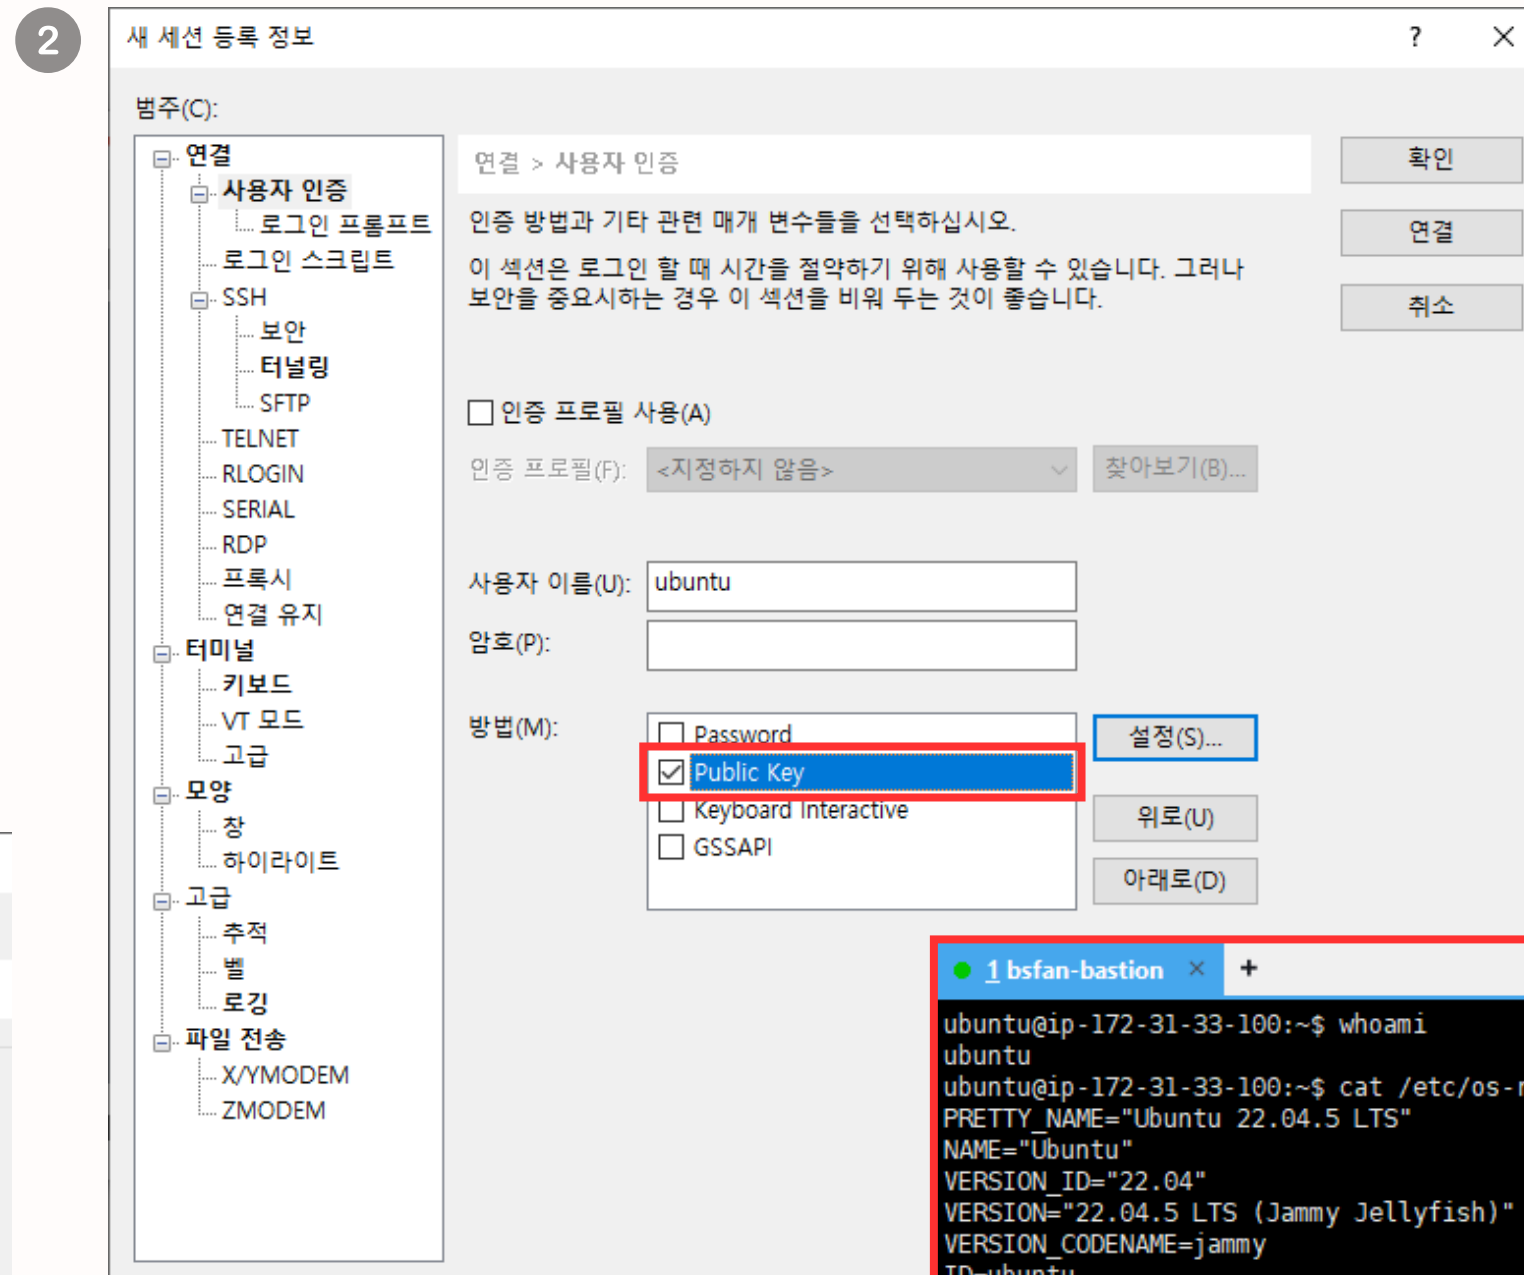 2
새 세션 등록 정보
?
범주(C):
연결
사용자 인증
로그인 프롬프트
로그인 스크립트
SSH
보안
터널링
SFTP
TELNET
RLOGIN
SERIAL
RDP
프록시
연결 유지
터미널
키보드
VT 모드
고급
모양
창
하이라이트
고급
추적
벨
로깅
파일 전송
X/YMODEM
ZMODEM
연결 > 사용자 인증
인증 방법과 기타 관련 매개 변수들을 선택하십시오.
이 섹션은 로그인 할 때 시간을 절약하기 위해 사용할 수 있습니다. 그러나
보안을 중요시하는 경우 이 섹션을 비워 두는 것이 좋습니다.
인증 프로필 사용(A)
인증 프로필(F):
<지정하지 않음>
찾아보기(B)...
사용자 이름(U):
ubuntu
암호(P):
방법(M):
Password
Public Key
Keyboard Interactive
GSSAPI
설정(S)...
위로(U)
아래로(D)
확인
연결
취소
1 bsfan-bastion × +
ubuntu@ip-172-31-33-100:~$ whoami
ubuntu
ubuntu@ip-172-31-33-100:~$ cat /etc/os-r
PRETTY_NAME="Ubuntu 22.04.5 LTS"
NAME="Ubuntu"
VERSION_ID="22.04"
VERSION="22.04.5 LTS (Jammy Jellyfish)"
VERSION_CODENAME=jammy
ID=ubuntu